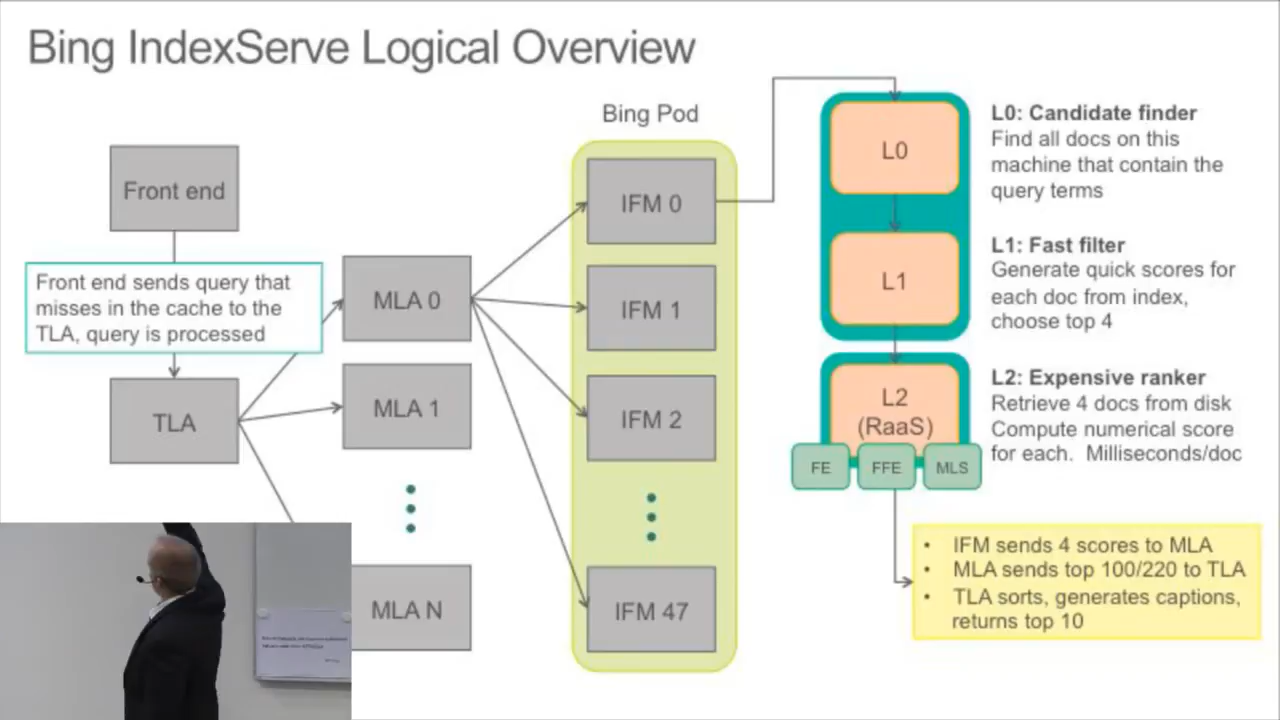 Bing IndexServe Logical Overview
Bing Pod
Front end
Front end sends query that
misses in the cache to the
TLA, query is processed
TLA
MLA 0
MLA 1
MLA N
IFM 0
IFM 1
IFM 2
IFM 47
L0
L1
L2
(RaaS)
FE
FFE
MLS
L0: Candidate finder
Find all docs on this
machine that contain the
query terms
L1: Fast filter
Generate quick scores for
each doc from index,
choose top 4
L2: Expensive ranker
Retrieve 4 docs from disk
Compute numerical score
for each. Milliseconds/doc
• IFM sends 4 scores to MLA
• MLA sends top 100/220 to TLA
• TLA sorts, generates captions,
returns top 10